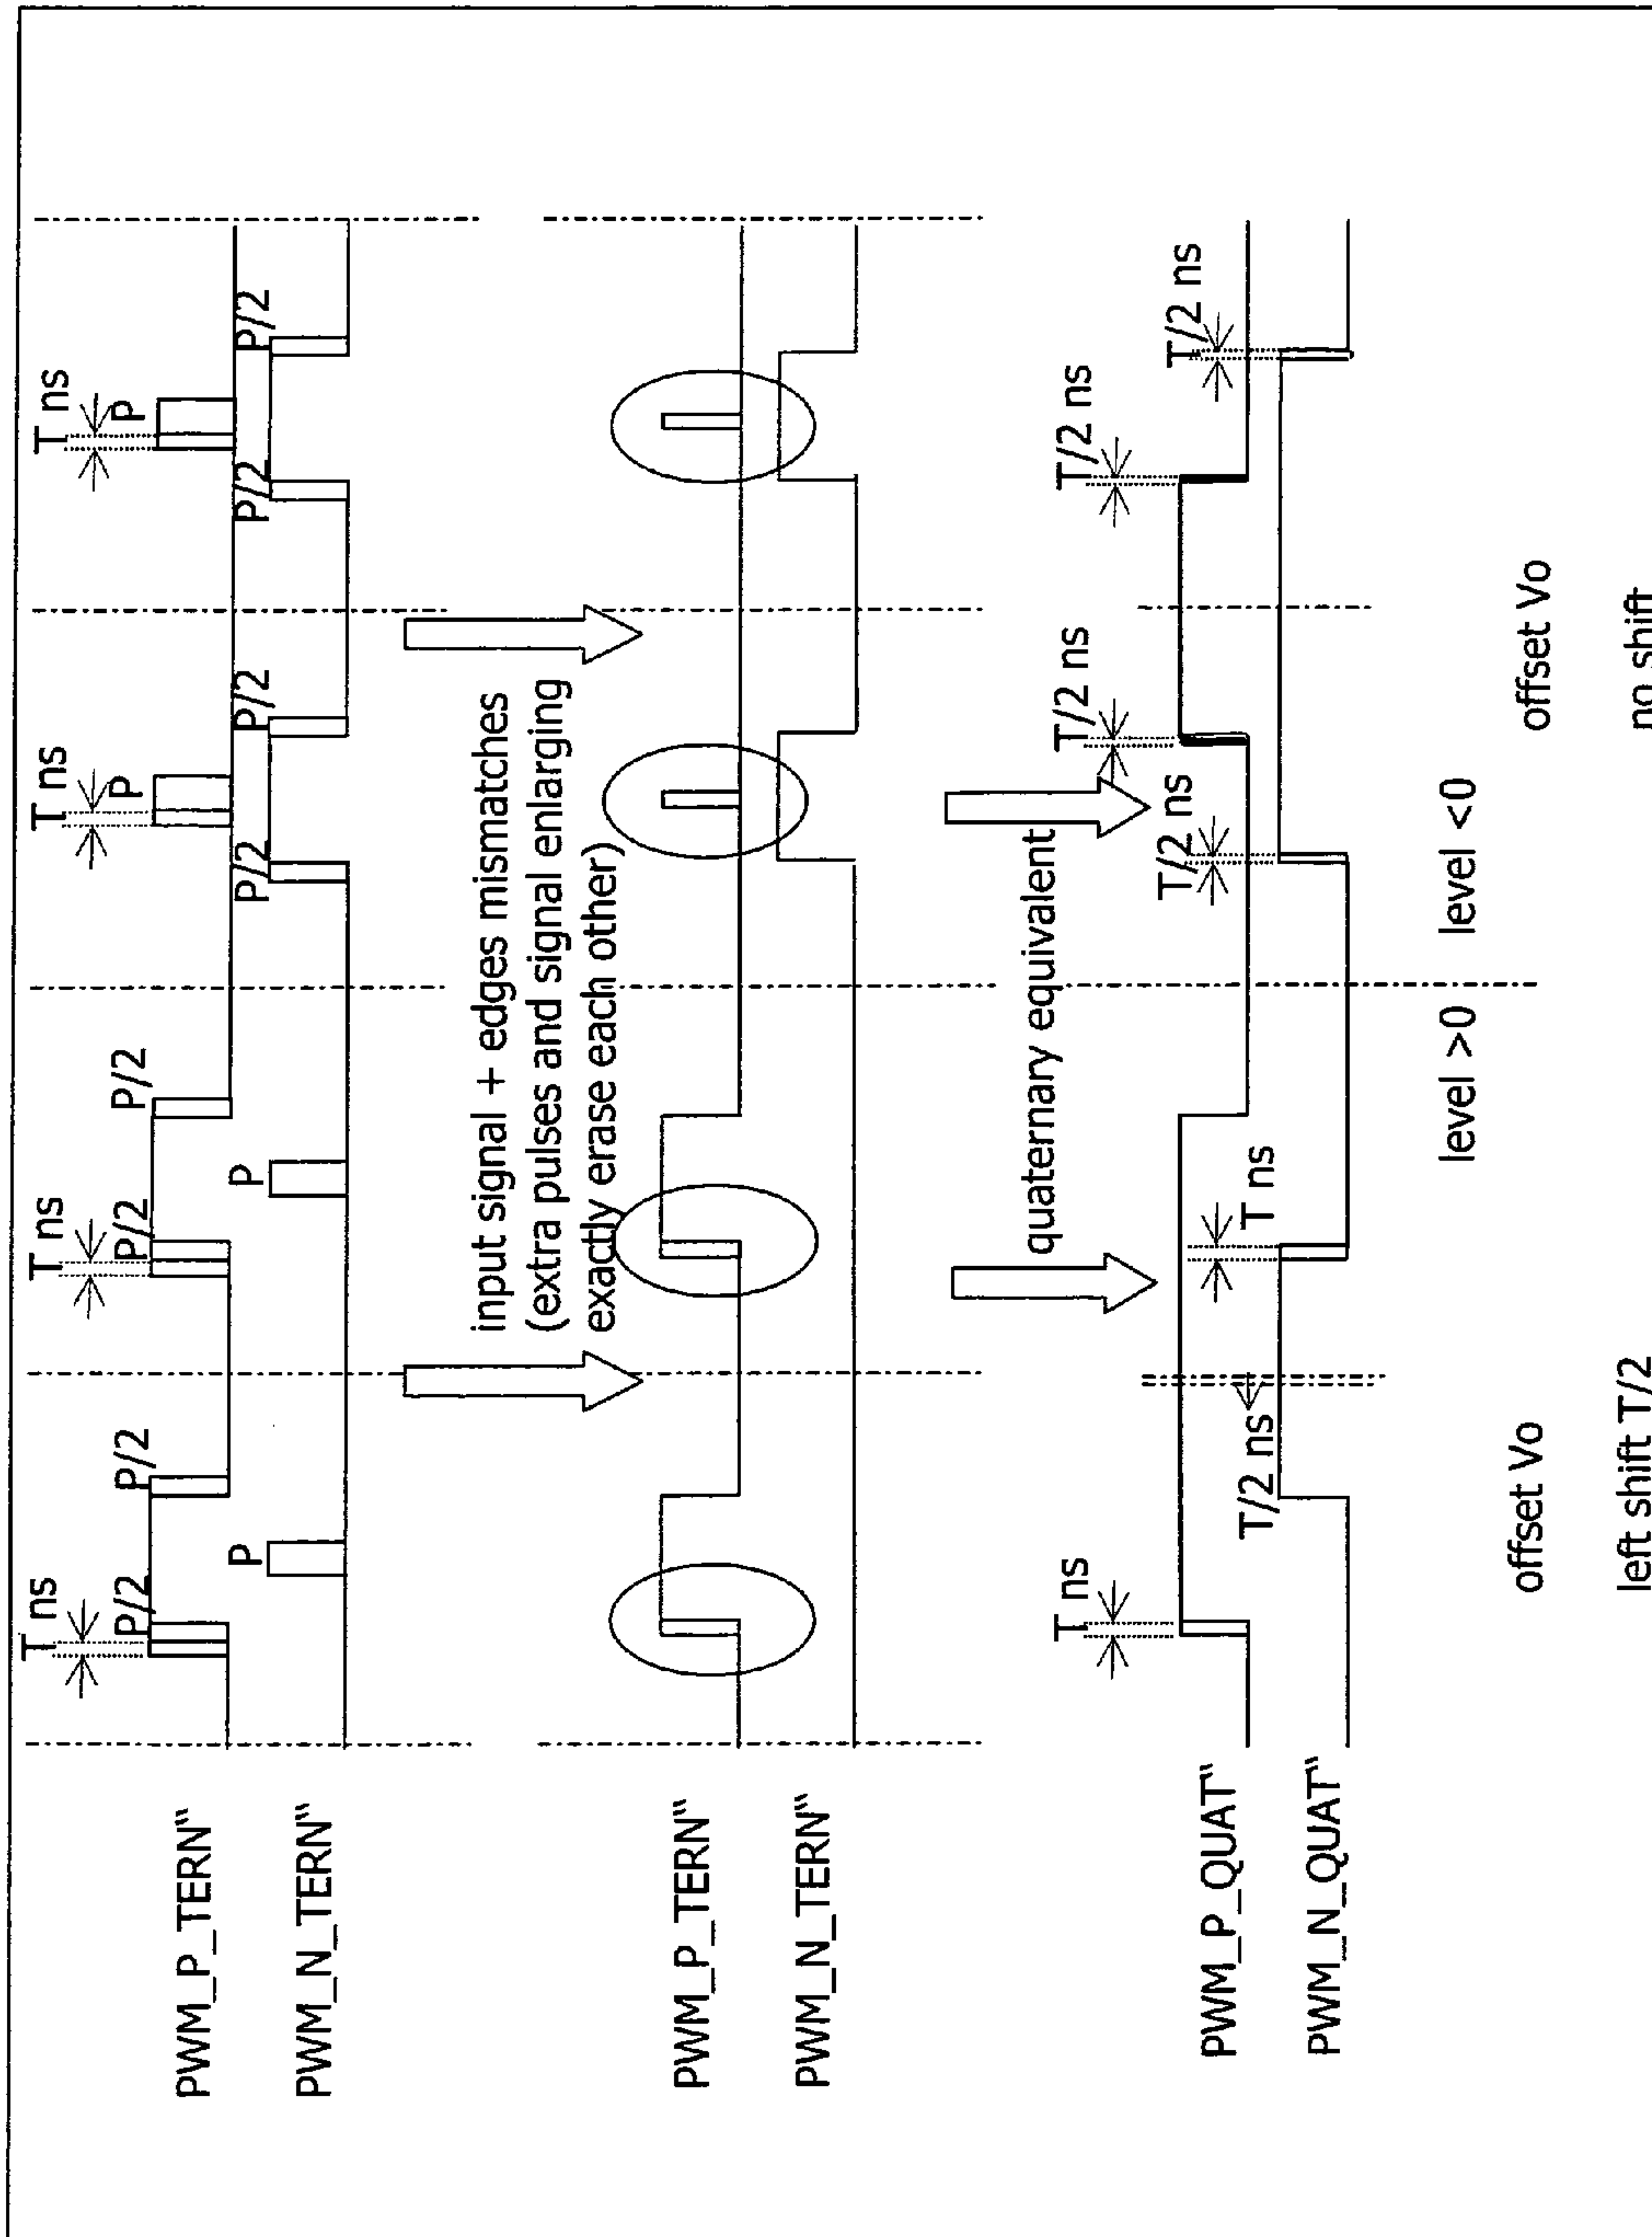 T ns
T ns
T ns
T ns
P/2
P/2
P/2
P/2
P
P
PWM_P_TERN"
P
P
P/2
P/2
P/2
P/2
PWM_N_TERN"
input signal + edges mismatches
(extra pulses and signal enlarging
exactly erase each other)
PWM_P_TERN"
PWM_N_TERN"
quaternary equivalent
T ns
T/2 ns
T/2 ns
T/2 ns
T/2 ns
PWM_P_QUAT"
T/2 ns
T ns
PWM_N_QUAT"
level >0
level <0
offset Vo
offset Vo
left shift T/2
no shift